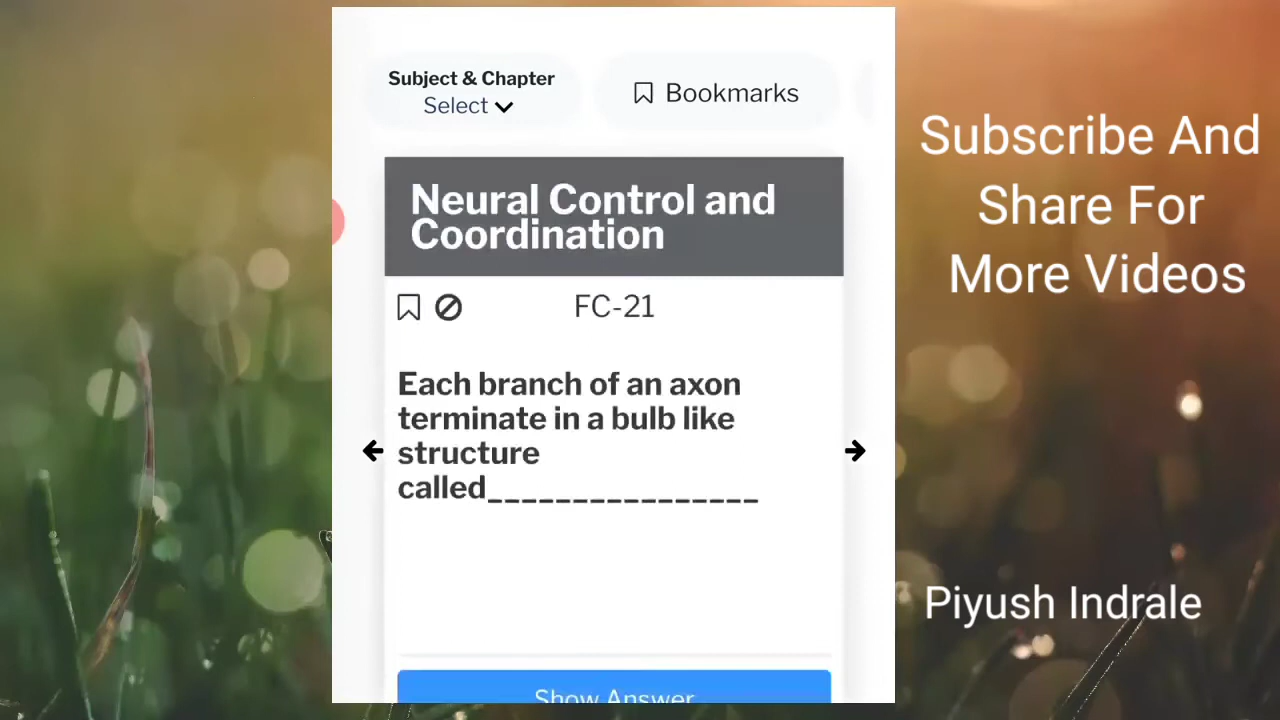 Subject & Chapter
Select
Bookmarks
Neural Control and
Coordination
FC-21
Each branch of an axon
terminate in a bulb like
structure
called________________
Show Answer
Subscribe And
Share For
More Videos
Piyush Indrale